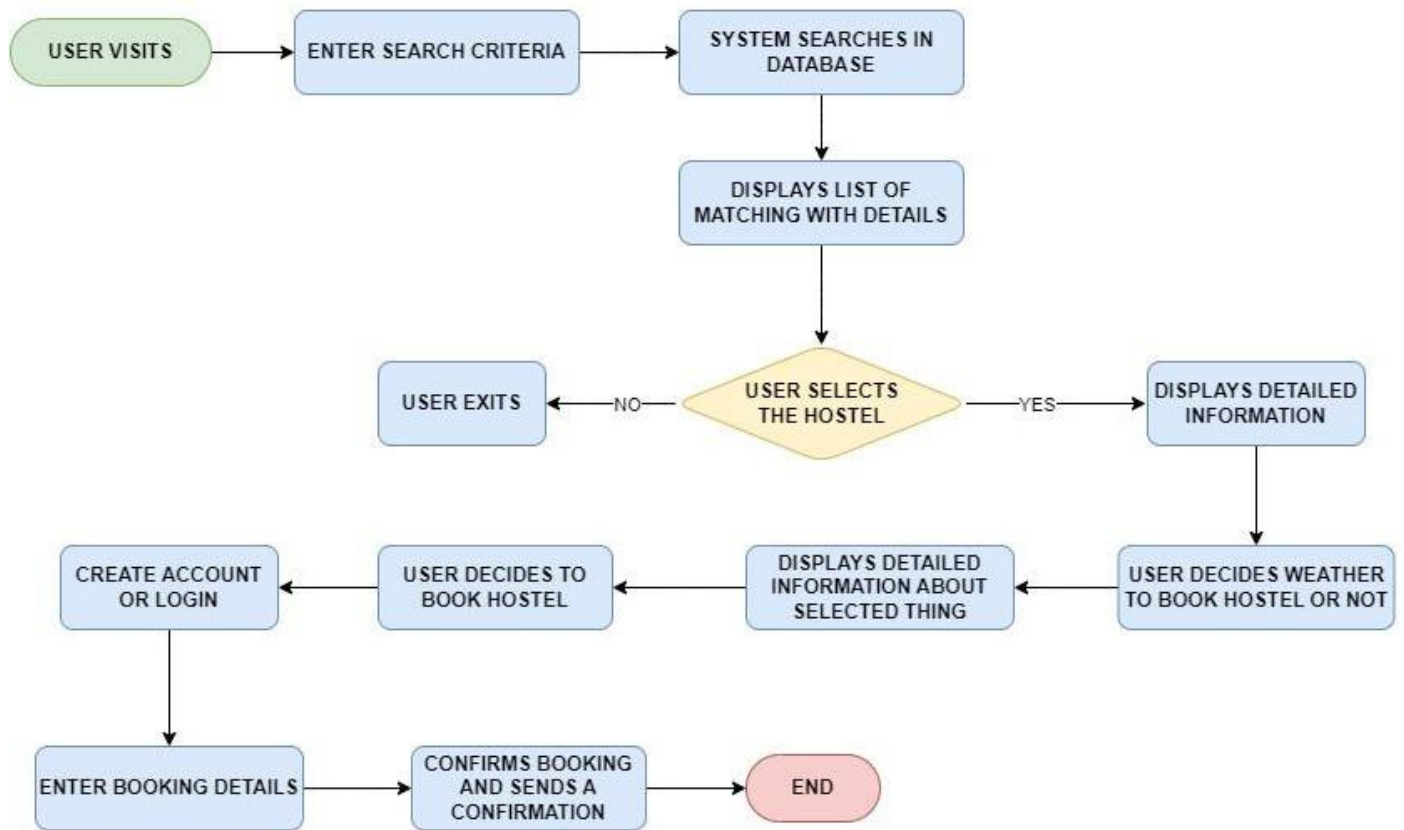 USER VISITS
ENTER SEARCH CRITERIA
SYSTEM SEARCHES IN
DATABASE
DISPLAYS LIST OF
MATCHING WITH DETAILS
USER SELECTS
THE HOSTEL
NO
USER EXITS
YES
DISPLAYS DETAILED
INFORMATION
USER DECIDES WEATHER
TO BOOK HOSTEL OR NOT
DISPLAYS DETAILED
INFORMATION ABOUT
SELECTED THING
USER DECIDES TO
BOOK HOSTEL
CREATE ACCOUNT
OR LOGIN
ENTER BOOKING DETAILS
CONFIRMS BOOKING
AND SENDS A
CONFIRMATION
END